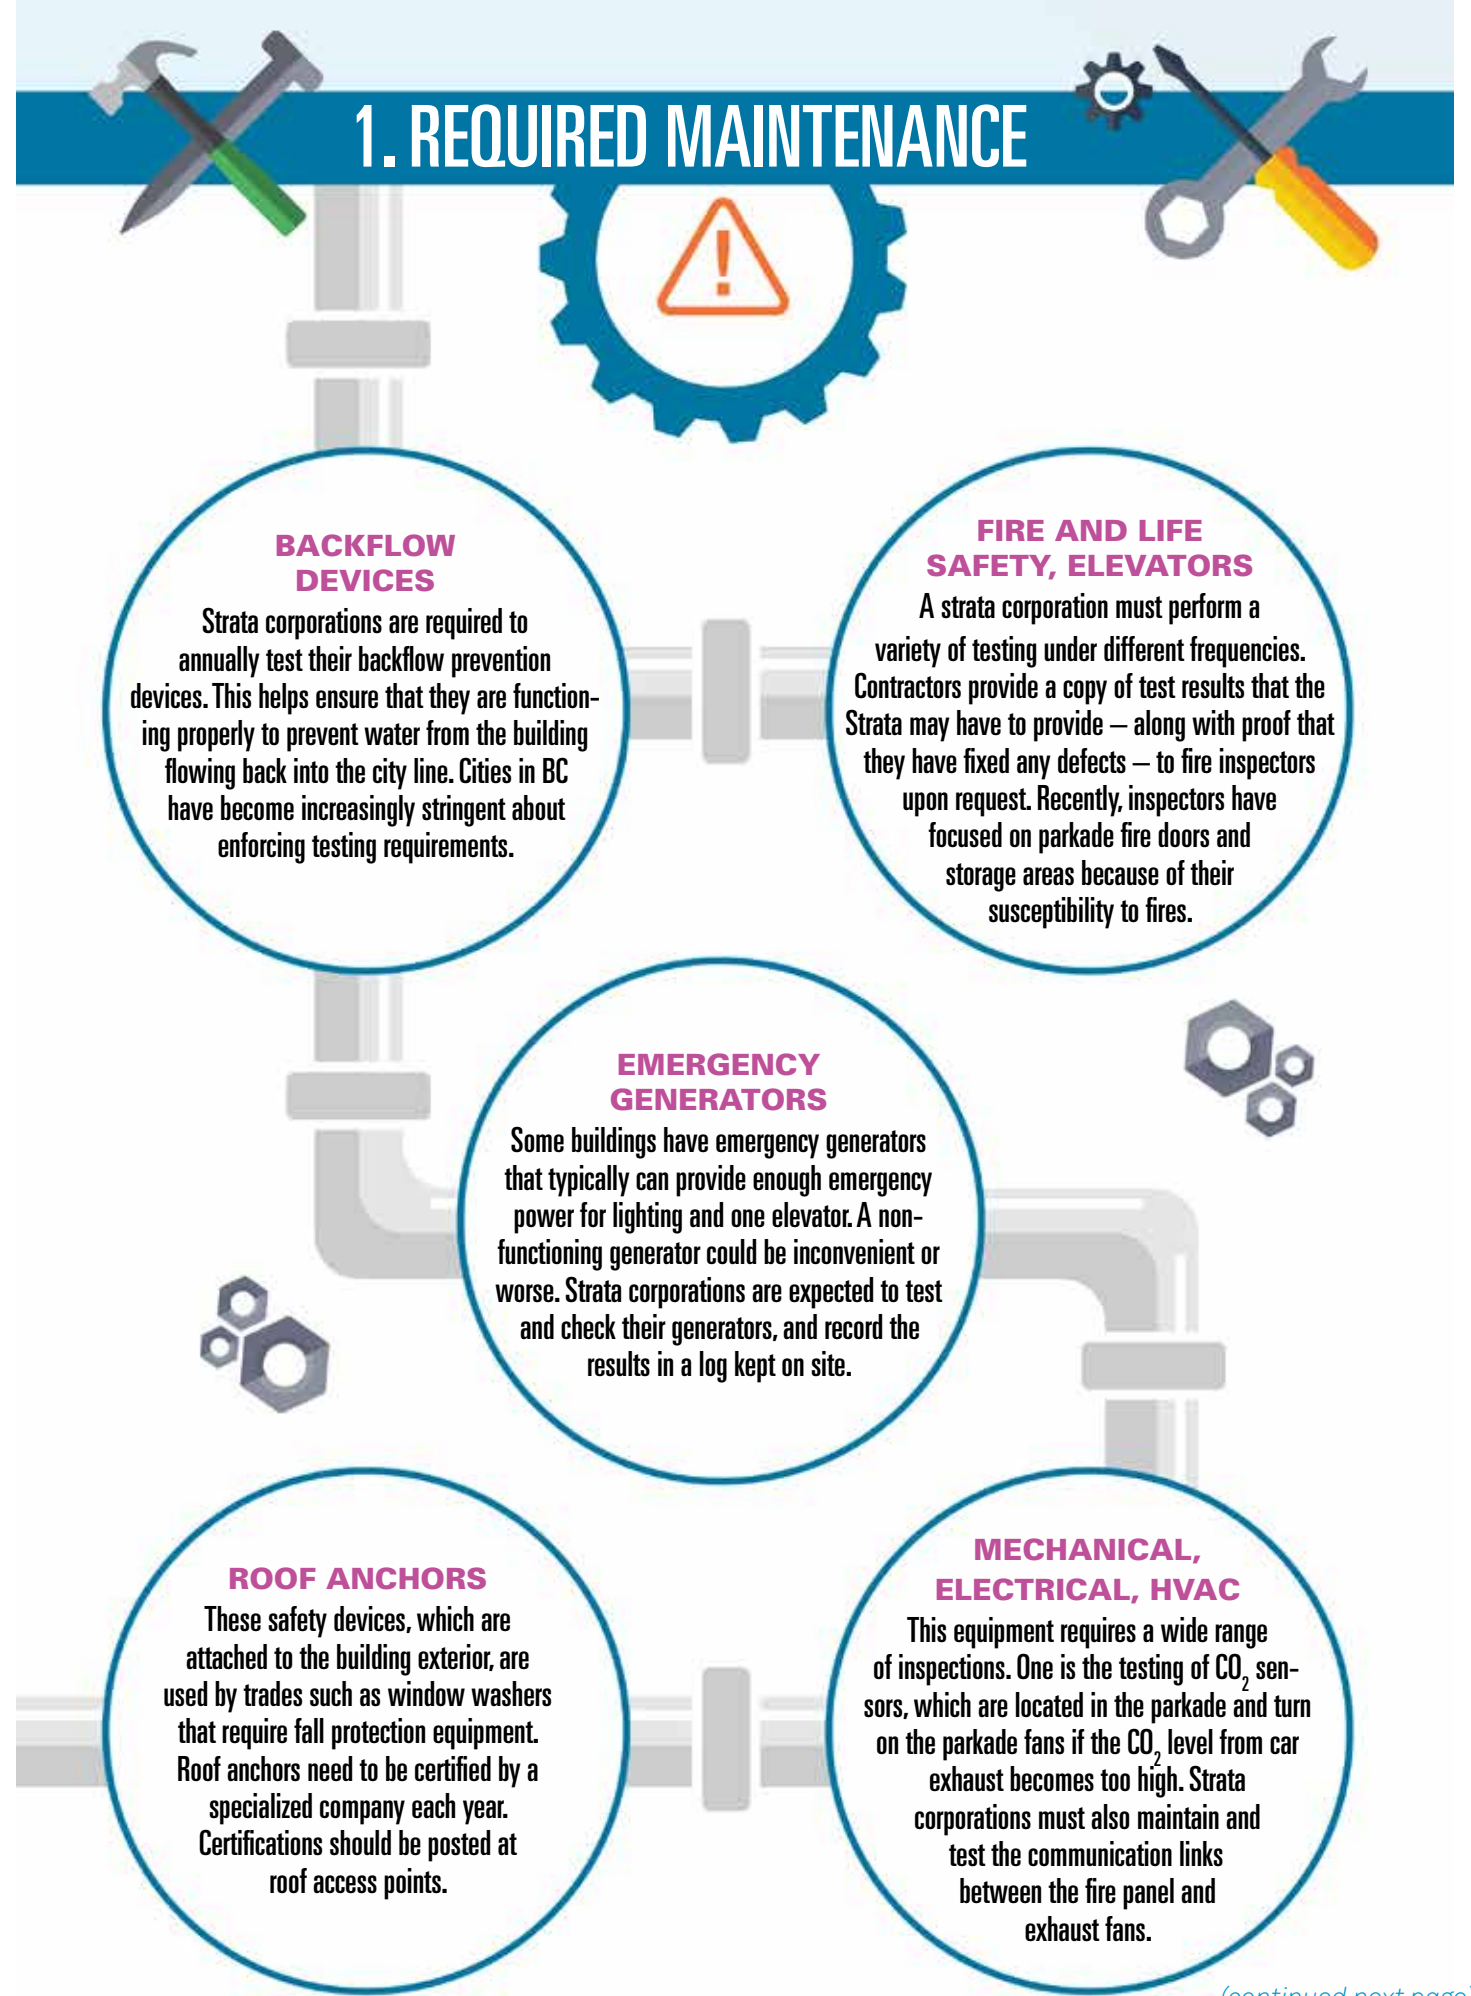 1. REQUIRED MAINTENANCE
BACKFLOW
DEVICES
Strata corporations are required to
annually test their backflow prevention
devices. This helps ensure that they are function-
ing properly to prevent water from the building
flowing back into the city line. Cities in BC
have become increasingly stringent about
enforcing testing requirements.
FIRE AND LIFE
SAFETY, ELEVATORS
A strata corporation must perform a
variety of testing under different frequencies.
Contractors provide a copy of test results that the
Strata may have to provide – along with proof that
they have fixed any defects – to fire inspectors
upon request. Recently, inspectors have
focused on parkade fire doors and
storage areas because of their
susceptibility to fires.
EMERGENCY
GENERATORS
Some buildings have emergency generators
that typically can provide enough emergency
power for lighting and one elevator. A non-
functioning generator could be inconvenient or
worse. Strata corporations are expected to test
and check their generators, and record the
results in a log kept on site.
ROOF ANCHORS
These safety devices, which are
attached to the building exterior, are
used by trades such as window washers
that require fall protection equipment.
Roof anchors need to be certified by a
specialized company each year.
Certifications should be posted at
roof access points.
MECHANICAL,
ELECTRICAL, HVAC
This equipment requires a wide range
of inspections. One is the testing of CO₂ sen-
sors, which are located in the parkade and turn
on the parkade fans if the CO₂ level from car
exhaust becomes too high. Strata
corporations must also maintain and
test the communication links
between the fire panel and
exhaust fans.
(continued next page)